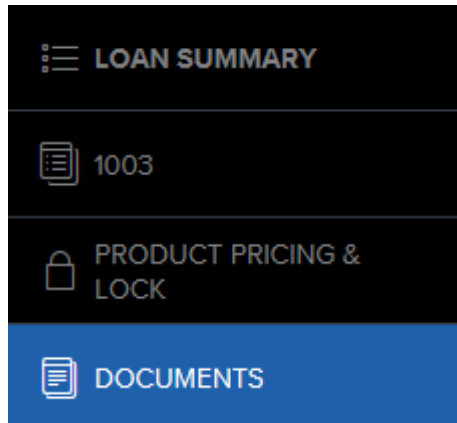 LOAN SUMMARY
1003
PRODUCT PRICING &
LOCK
DOCUMENTS